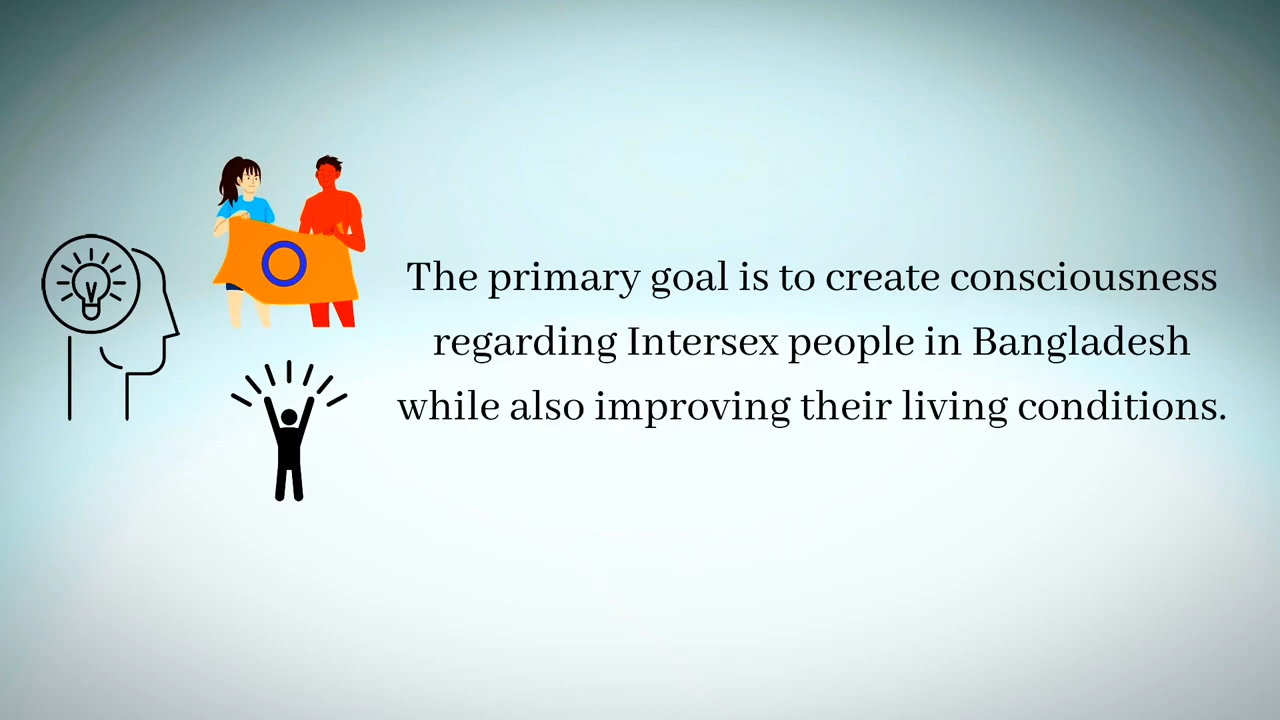 The primary goal is to create consciousness
regarding Intersex people in Bangladesh
while also improving their living conditions.